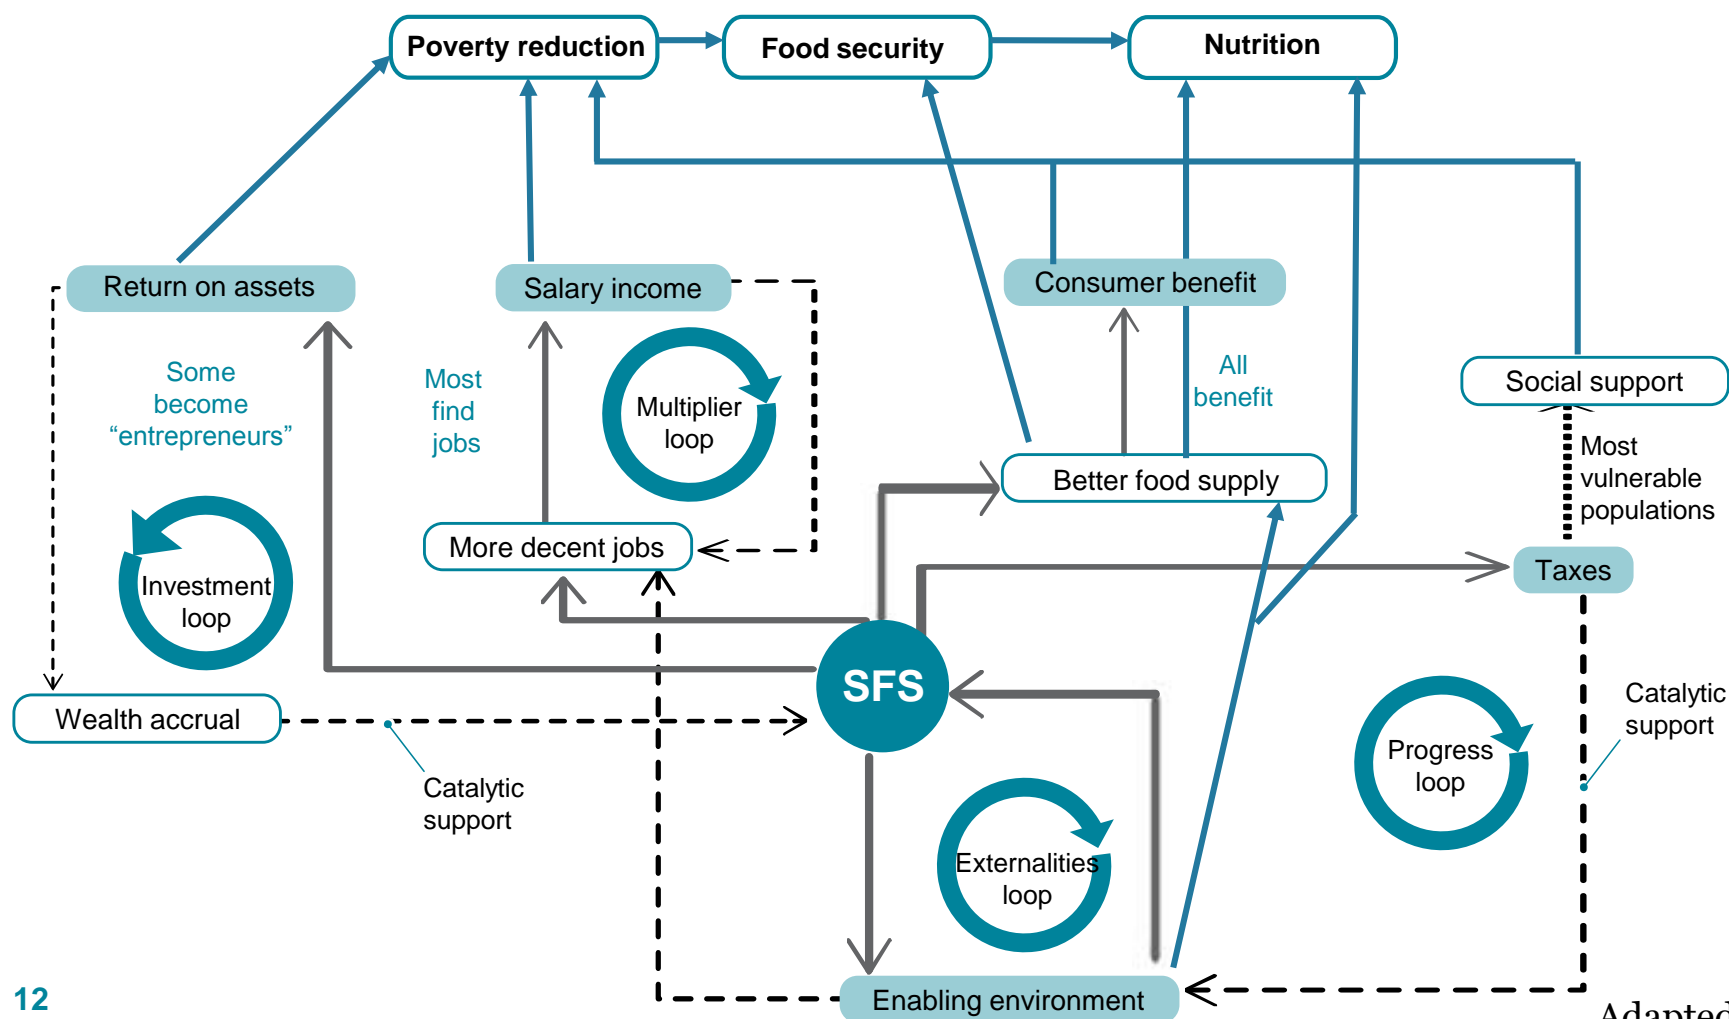 Poverty reduction
Food security
Nutrition
Return on assets
Salary income
Consumer benefit
Some
become
“entrepreneurs”
Most
find
jobs
Multiplier
loop
All
benefit
Social support
Better food supply
Most
vulnerable
populations
More decent jobs
Taxes
Investment
loop
SFS
Wealth accrual
Catalytic
support
Catalytic
support
Progress
loop
Externalities
loop
Enabling environment
12
Adapted